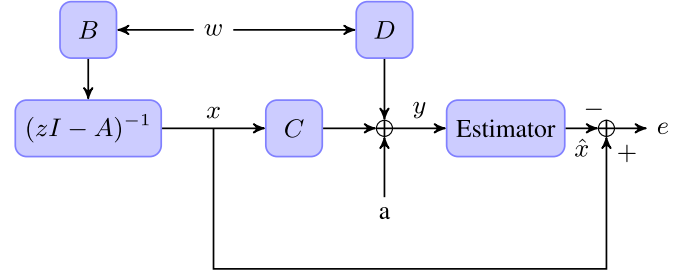 B w D
x y −
(zI − A)⁻¹ C Estimator e
x̂ +
a